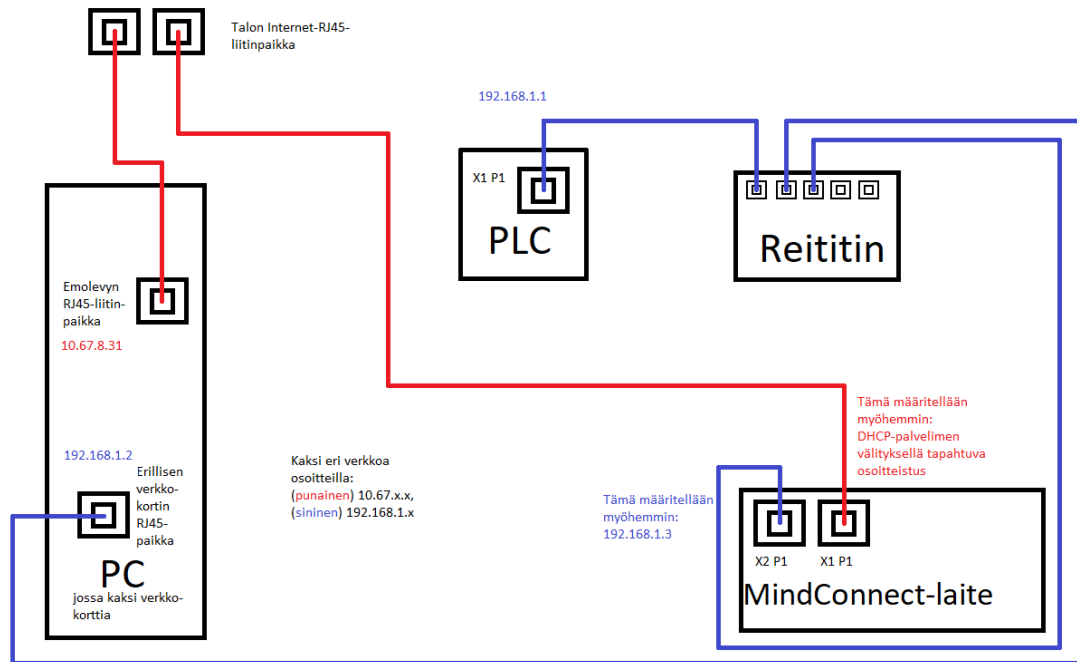 Talon Internet-RJ45-
liitinpaikka
192.168.1.1
X1 P1
PLC
Reititin
Emolevyn
RJ45-liitin-
paikka
10.67.8.31
192.168.1.2
Erillisen
verkko-
kortin
RJ45-
paikka
PC
jossa kaksi verkko-
korttia
Kaksi eri verkkoa
osoitteilla:
(punainen) 10.67.x.x,
(sininen) 192.168.1.x
Tämä määritellään
myöhemmin:
192.168.1.3
Tämä määritellään
myöhemmin:
DHCP-palvelimen
välityksellä tapahtuva
osoitteistus
X2 P1
X1 P1
MindConnect-laite